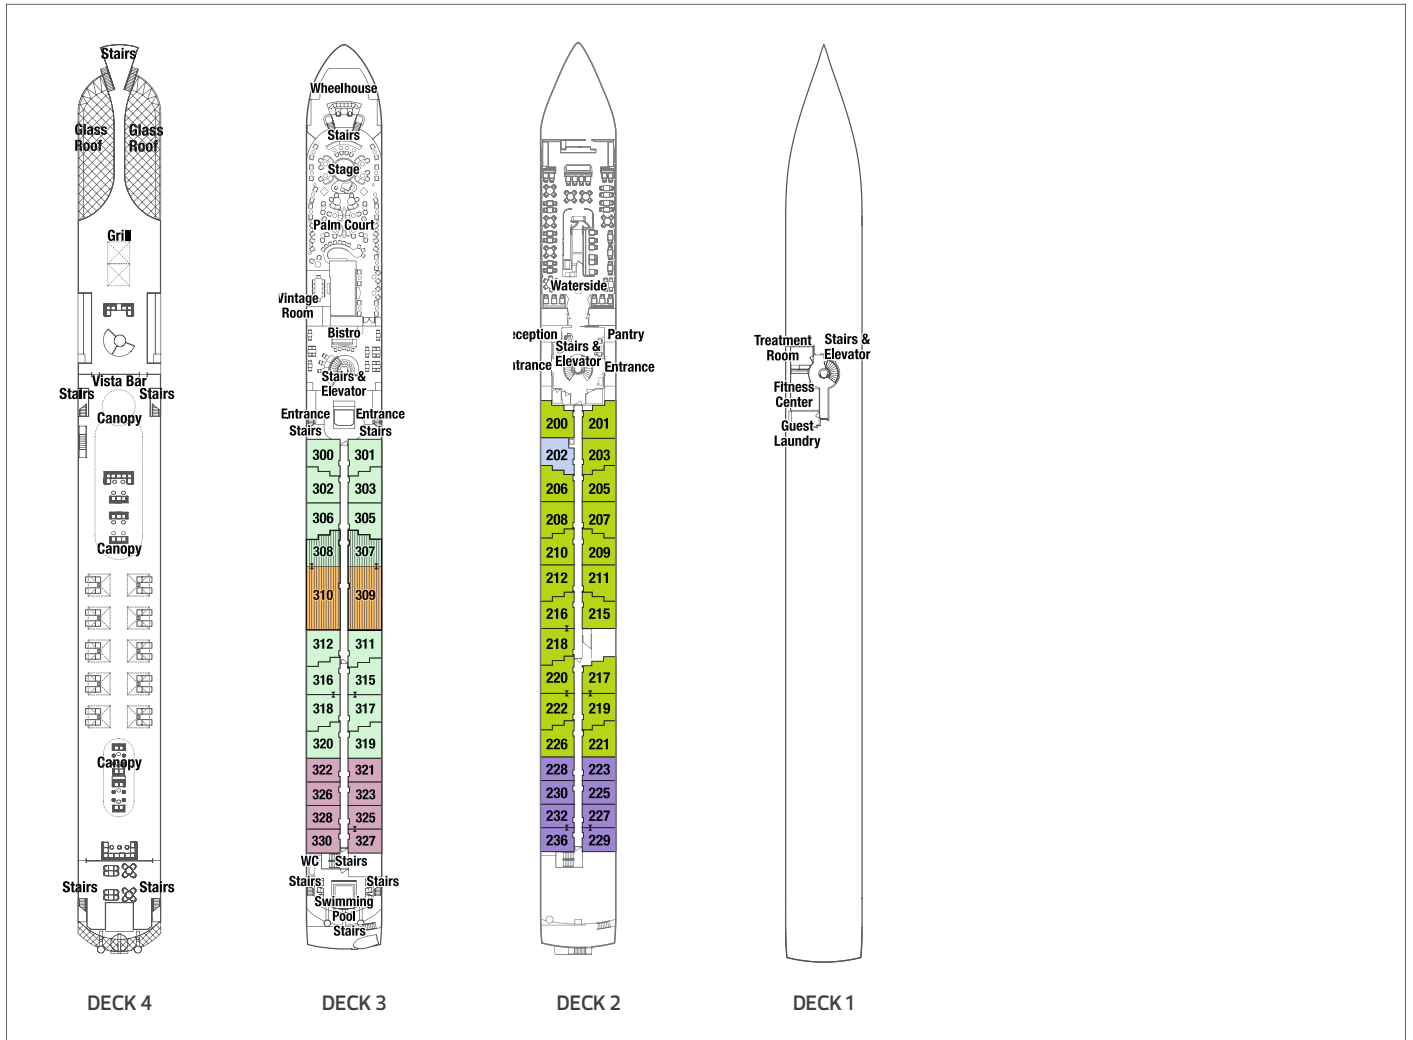 Stairs
Glass
Roof
Glass
Roof
Grill
Vista Bar
Stairs
Stairs
Canopy
Canopy
Canopy
Stairs
Stairs
DECK 4
Wheelhouse
Stairs
Stage
Palm Court
Vintage
Room
Bistro
Stairs &
Elevator
Entrance
Entrance
Stairs
Stairs
300 301
302 303
306 305
308 307
310 309
312 311
316 315
318 317
320 319
322 321
326 323
328 325
330 327
WC
Stairs
Stairs
Stairs
Swimming
Pool
Stairs
DECK 3
Waterside
eception
Pantry
Stairs &
Elevator
ntrance
Entrance
200 201
202 203
206 205
208 207
210 209
212 211
216 215
218
220 217
222 219
226 221
228 223
230 225
232 227
236 229
DECK 2
Treatment
Room
Stairs &
Elevator
Fitness
Center
Guest
Laundry
DECK 1